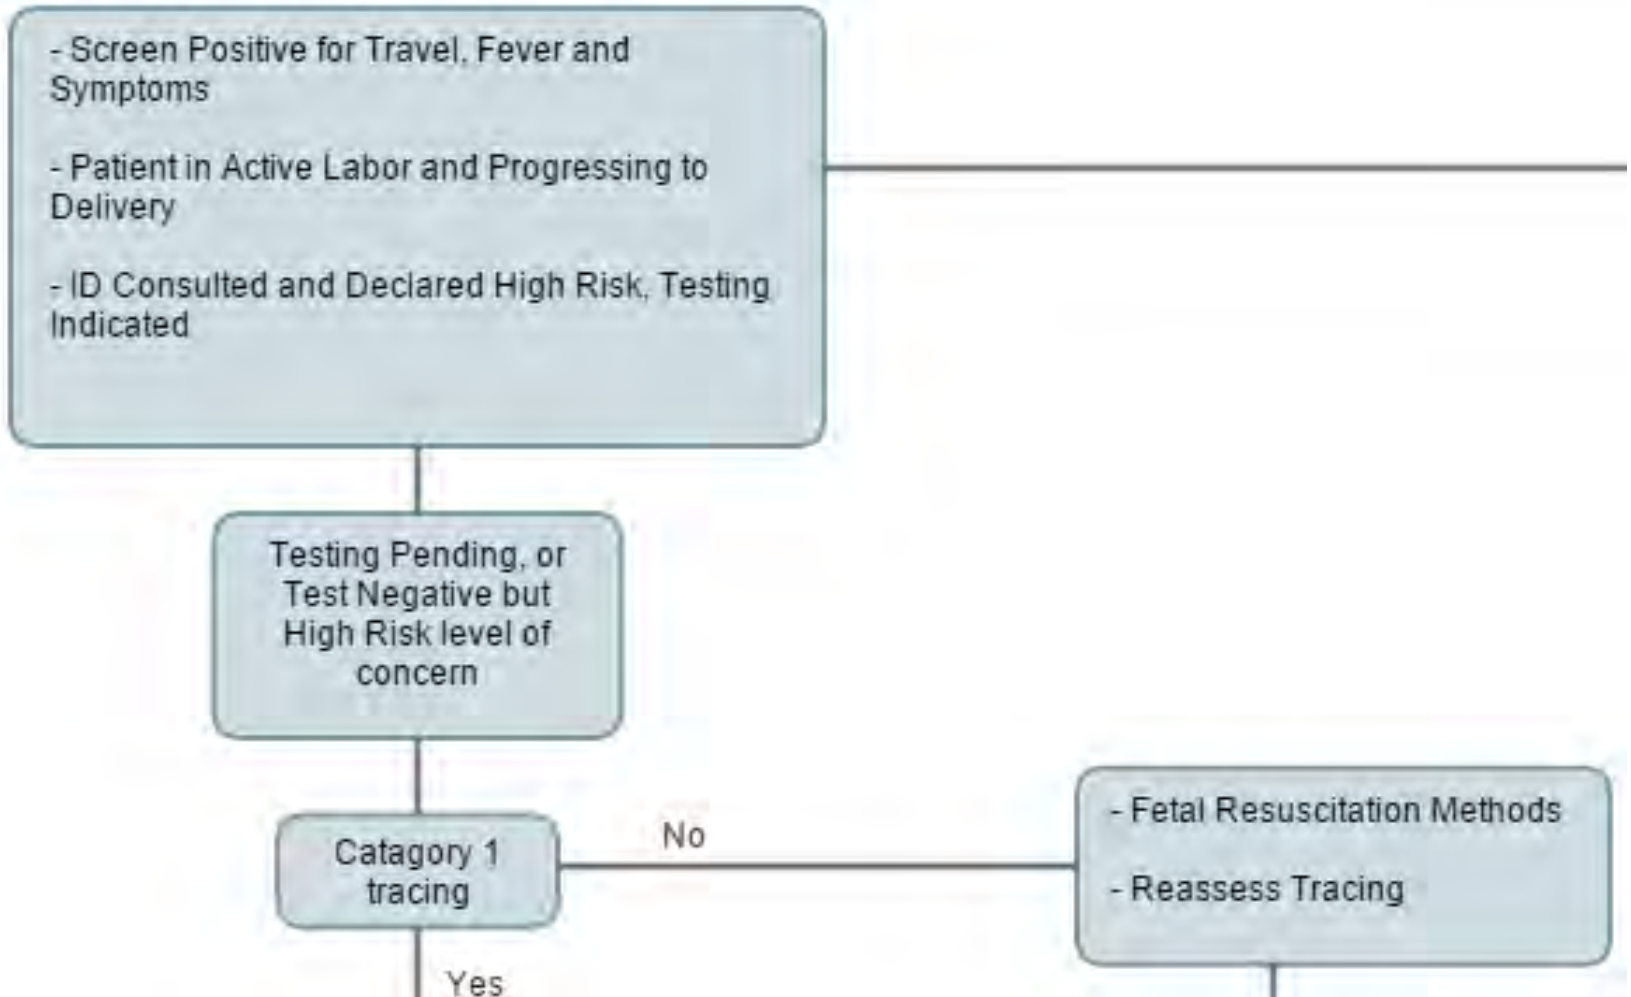 - Screen Positive for Travel, Fever and
Symptoms
- Patient in Active Labor and Progressing to
Delivery
- ID Consulted and Declared High Risk, Testing
Indicated
Testing Pending, or
Test Negative but
High Risk level of
concern
Catagory 1
tracing
No
- Fetal Resuscitation Methods
- Reassess Tracing
Yes